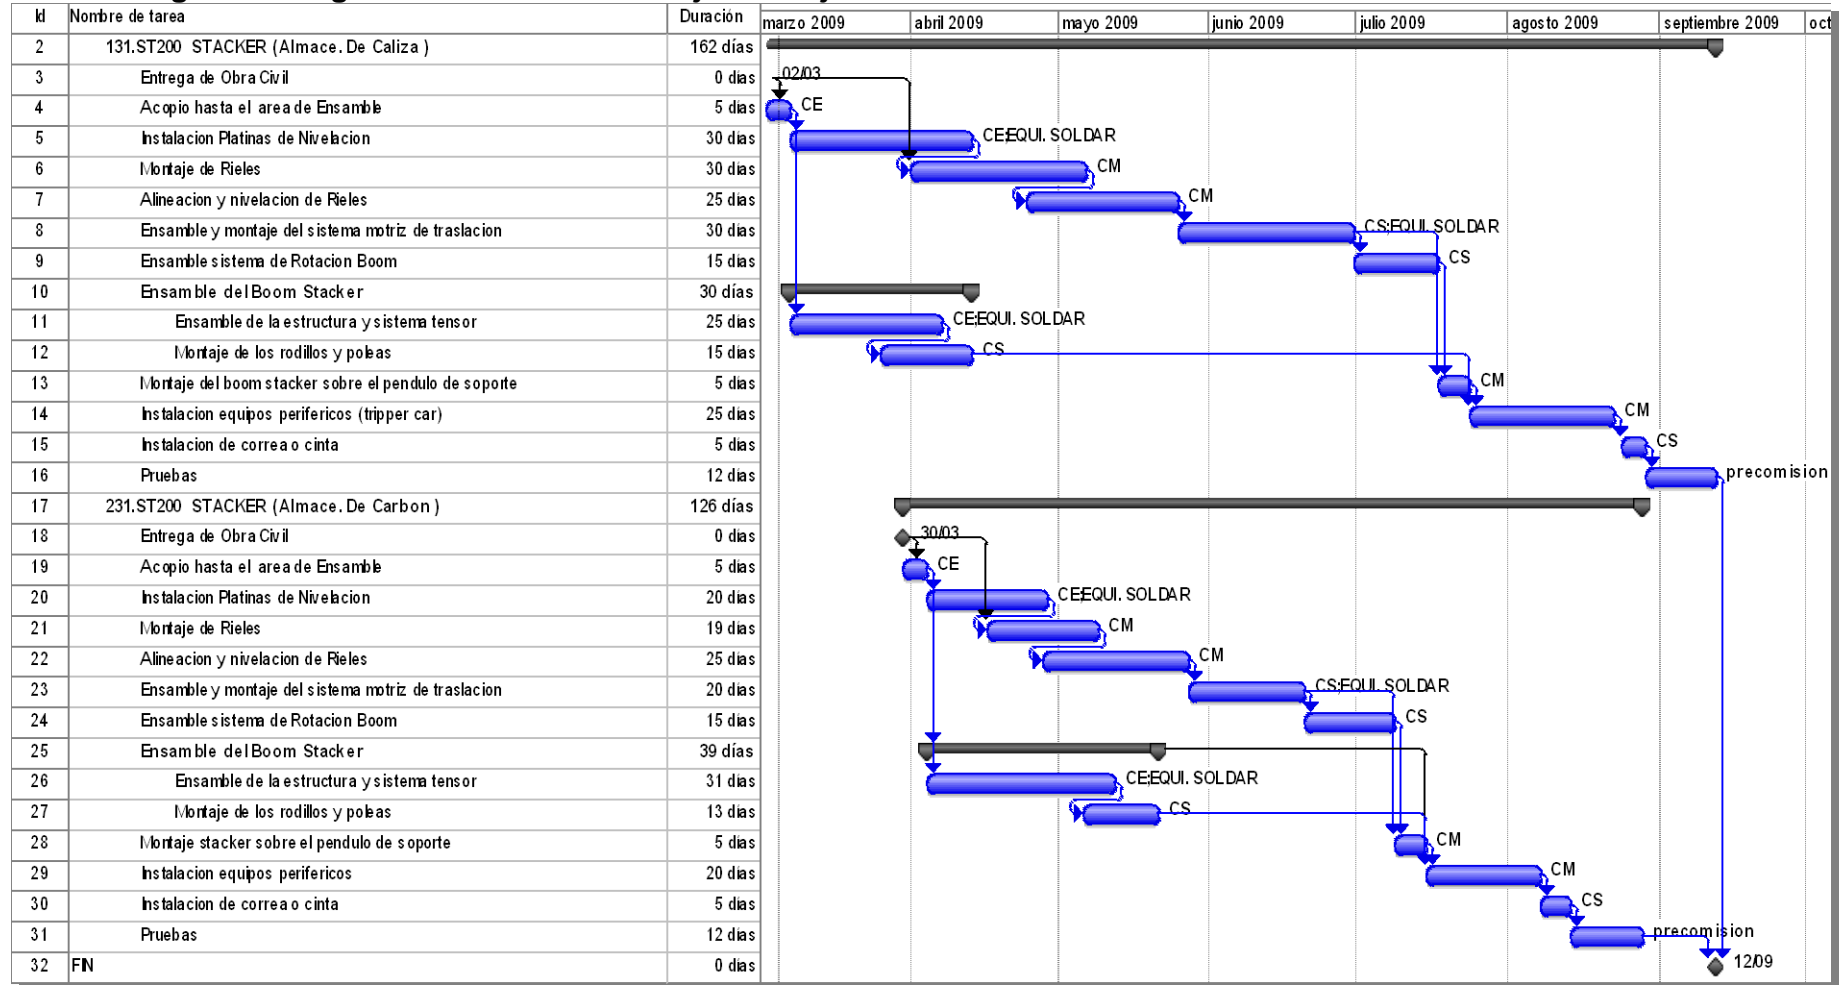 Id Nombre de tarea Duración marzo 2009 abril 2009 mayo 2009 junio 2009 julio 2009 agosto 2009 septiembre 2009 oct
2 131.ST200 STACKER (Almace. De Caliza ) 162 días
3 Entrega de Obra Civil 0 días 02/03
4 Acopio hasta el area de Ensamble 5 días CE
5 Instalacion Platinas de Nivelacion 30 días CE;EQUI. SOLDAR
6 Montaje de Rieles 30 días CM
7 Alineacion y nivelacion de Rieles 25 días CM
8 Ensamble y montaje del sistema motriz de traslacion 30 días CS;EQUI. SOLDAR
9 Ensamble sistema de Rotacion Boom 15 días CS
10 Ensamble del Boom Stacker 30 días
11 Ensamble de la estructura y sistema tensor 25 días CE;EQUI. SOLDAR
12 Montaje de los rodillos y poleas 15 días CS
13 Montaje del boom stacker sobre el pendulo de soporte 5 días CM
14 Instalacion equipos perifericos (tripper car) 25 días CM
15 Instalacion de correa o cinta 5 días CS
16 Pruebas 12 días precomision
17 231.ST200 STACKER (Almace. De Carbon ) 126 días
18 Entrega de Obra Civil 0 días 30/03
19 Acopio hasta el area de Ensamble 5 días CE
20 Instalacion Platinas de Nivelacion 20 días CE;EQUI. SOLDAR
21 Montaje de Rieles 19 días CM
22 Alineacion y nivelacion de Rieles 25 días CM
23 Ensamble y montaje del sistema motriz de traslacion 20 días CS;EQUI. SOLDAR
24 Ensamble sistema de Rotacion Boom 15 días CS
25 Ensamble del Boom Stacker 39 días
26 Ensamble de la estructura y sistema tensor 31 días CE;EQUI. SOLDAR
27 Montaje de los rodillos y poleas 13 días CS
28 Montaje stacker sobre el pendulo de soporte 5 días CM
29 Instalacion equipos perifericos 20 días CM
30 Instalacion de correa o cinta 5 días CS
31 Pruebas 12 días precomision
32 FIN 0 días 12/09